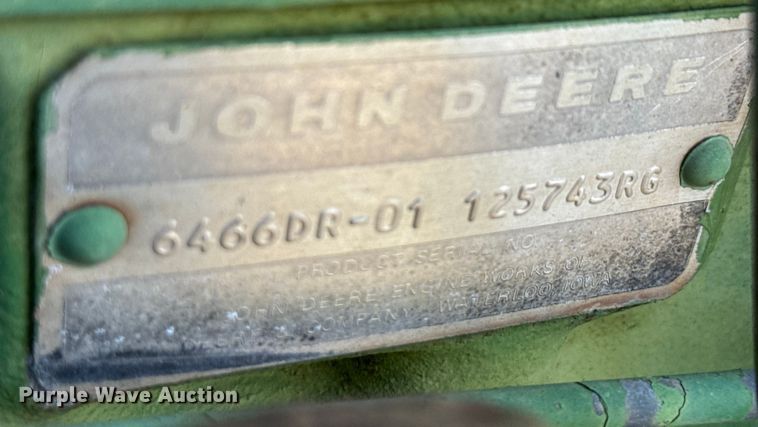 JOHN DEERE
6466DR-01 125743RG
PRODUCT SERIAL NO.
JOHN DEERE ENGINE WORKS OF
COMPANY - WATERLOO, IOWA
Purple Wave Auction